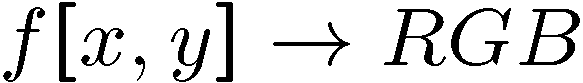 f[x, y] → RGB